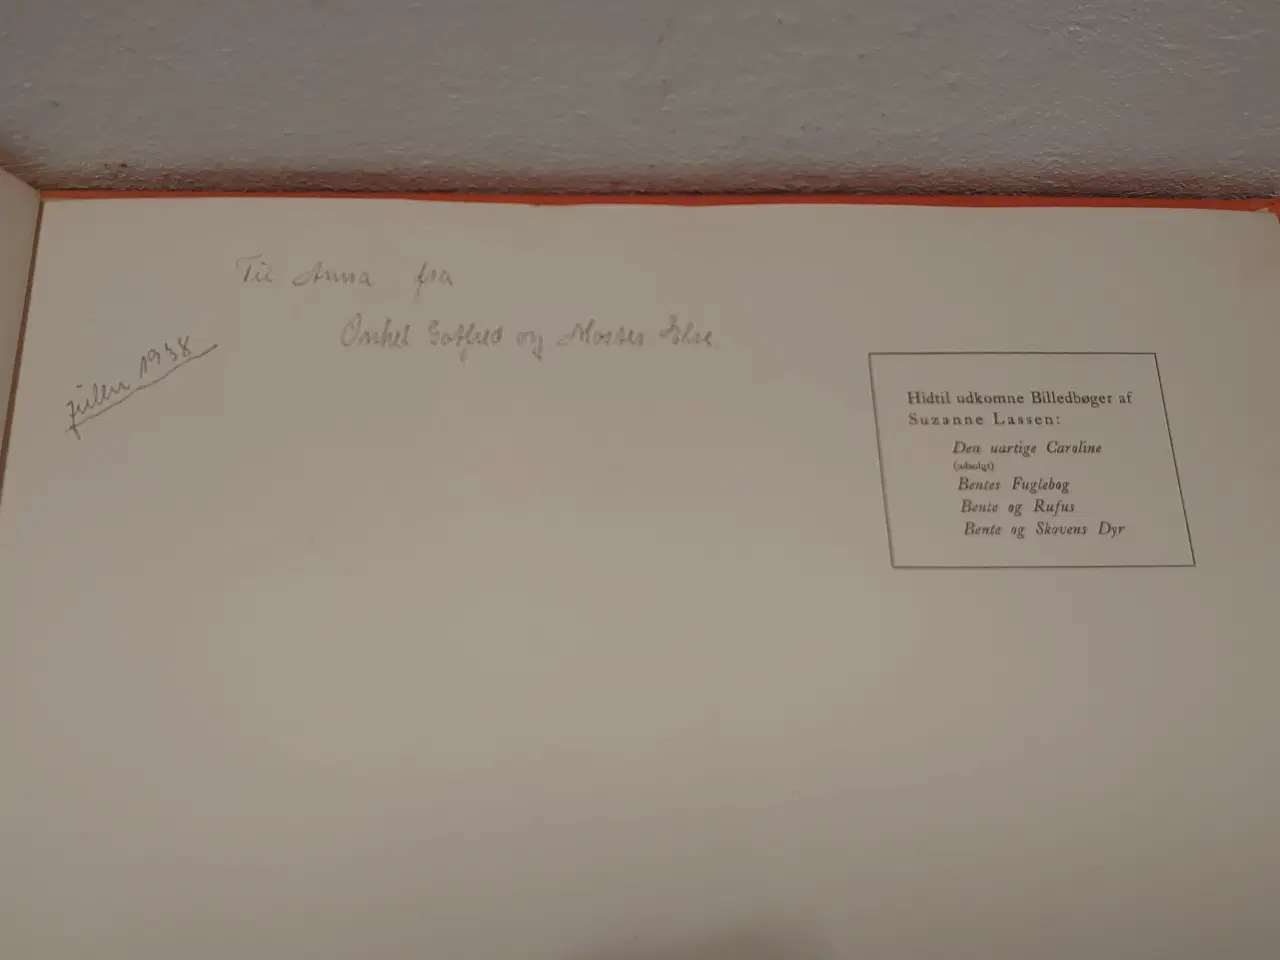 Til Anna fra
Onkel Gotfred og Moster Else
julen 1938
Hidtil udkomne Billedbøger af
Suzanne Lassen:
Den uartige Caroline
(udsolgt)
Bentes Fuglebog
Bente og Rufus
Bente og Skovens Dyr